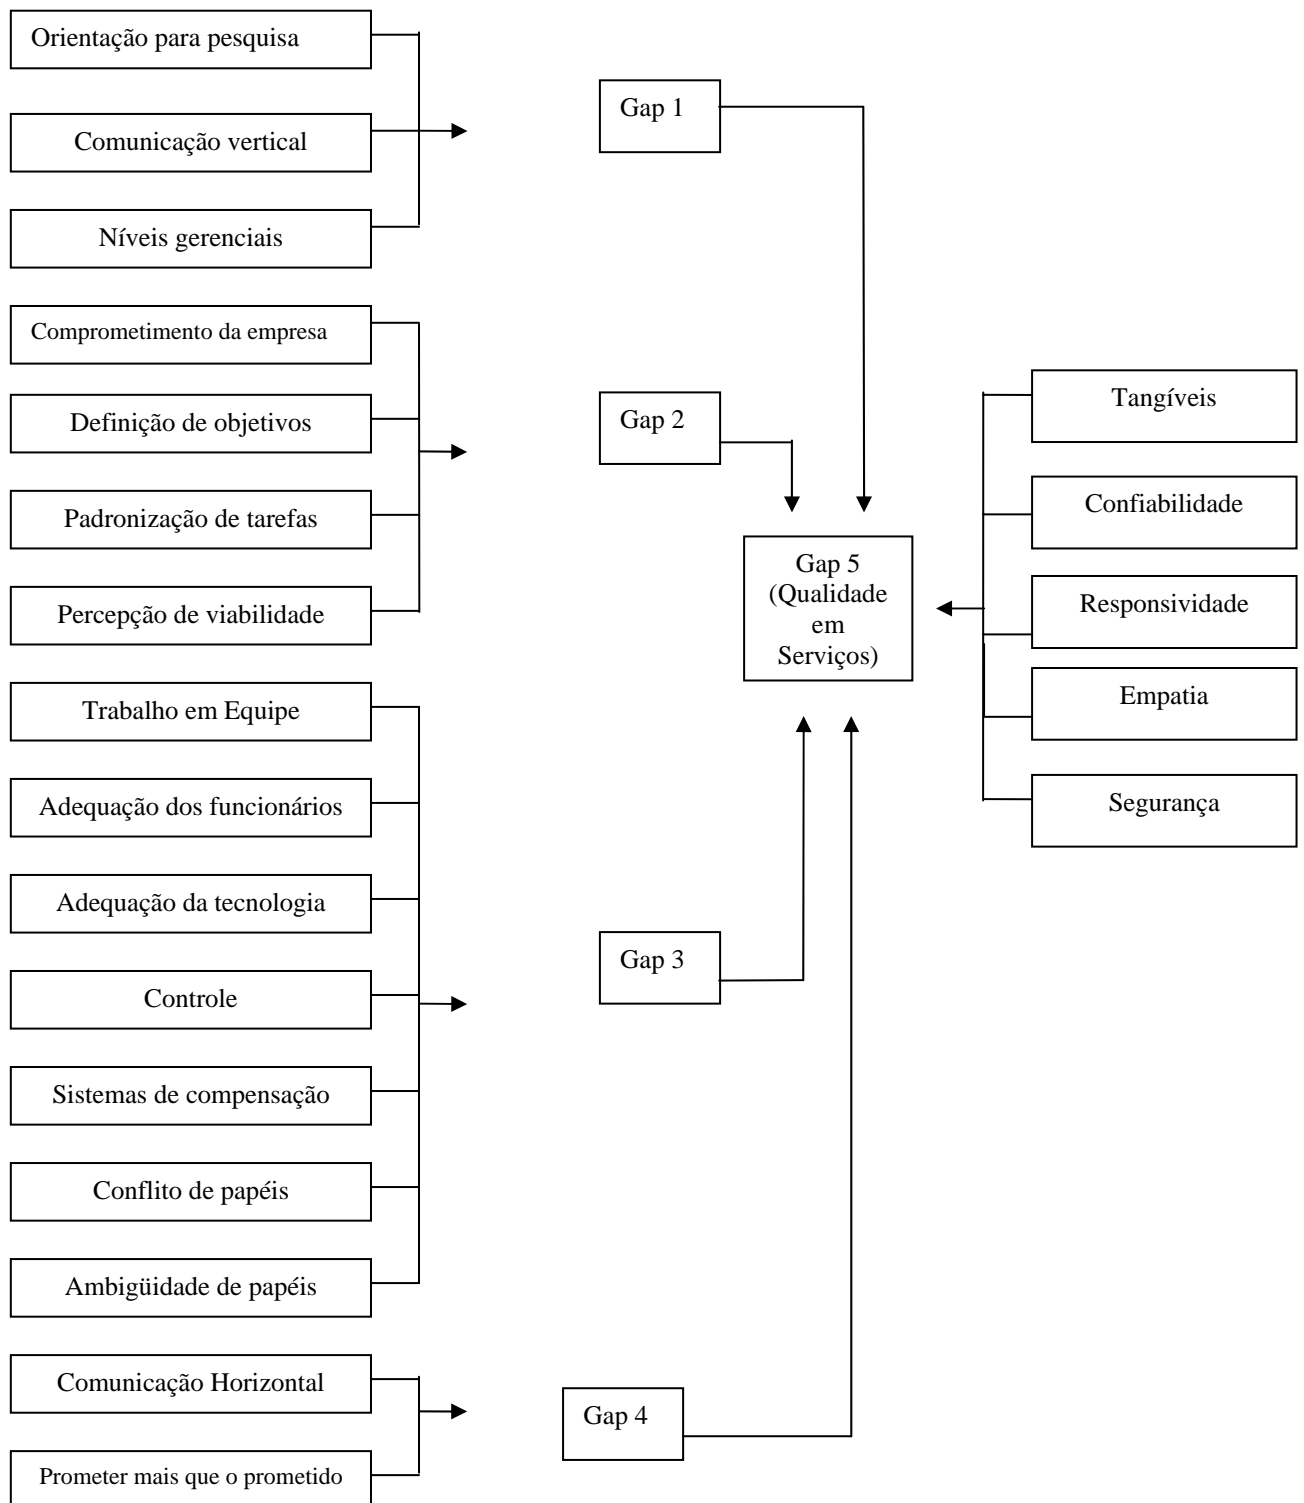 Orientação para pesquisa
Comunicação vertical
Níveis gerenciais
Comprometimento da empresa
Definição de objetivos
Padronização de tarefas
Percepção de viabilidade
Trabalho em Equipe
Adequação dos funcionários
Adequação da tecnologia
Controle
Sistemas de compensação
Conflito de papéis
Ambigüidade de papéis
Comunicação Horizontal
Prometer mais que o prometido
Gap 1
Gap 2
Gap 3
Gap 4
Gap 5
(Qualidade
em
Serviços)
Tangíveis
Confiabilidade
Responsividade
Empatia
Segurança